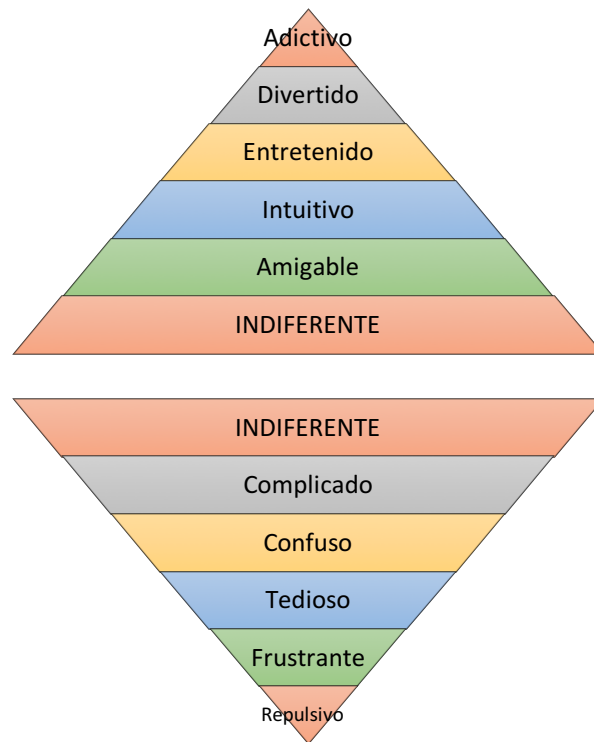 Adictivo
Divertido
Entretenido
Intuitivo
Amigable
INDIFERENTE
INDIFERENTE
Complicado
Confuso
Tedioso
Frustrante
Repulsivo